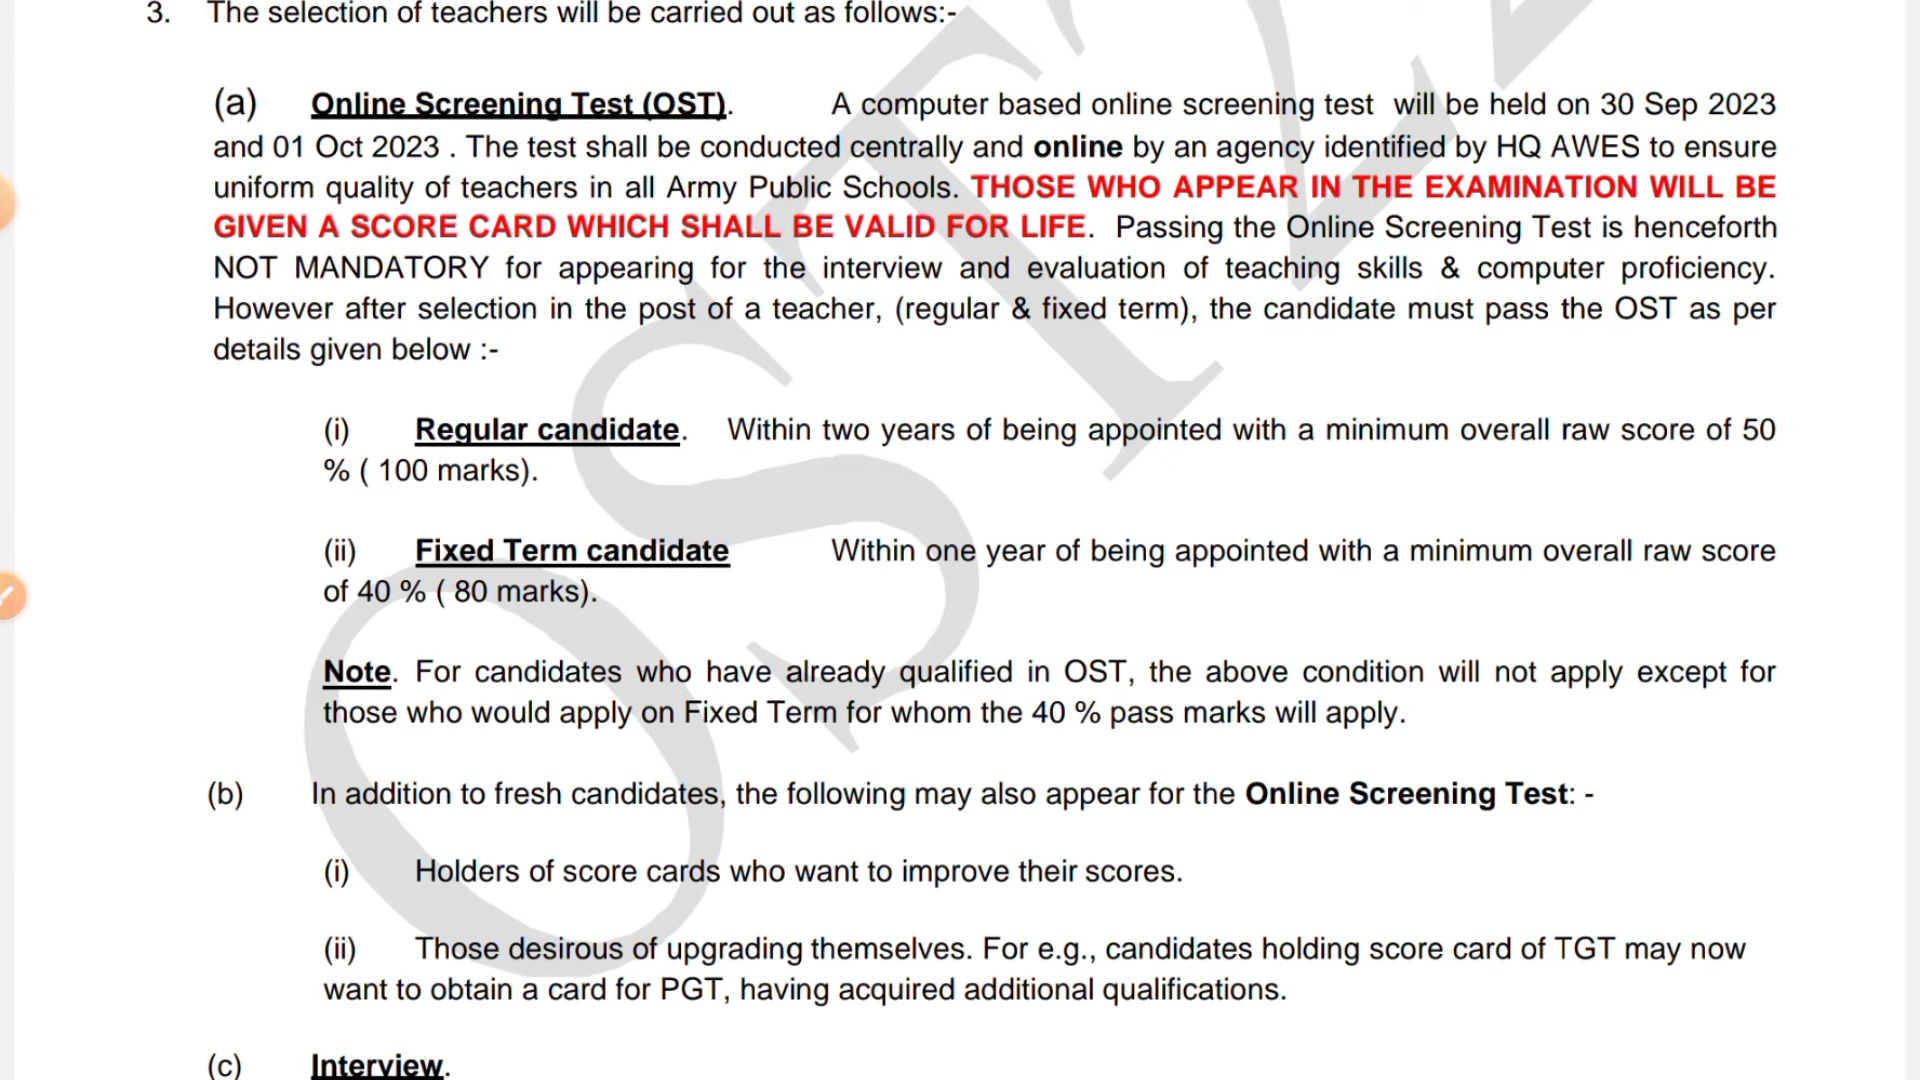 3. The selection of teachers will be carried out as follows:-
(a) Online Screening Test (OST). A computer based online screening test will be held on 30 Sep 2023
and 01 Oct 2023 . The test shall be conducted centrally and online by an agency identified by HQ AWES to ensure
uniform quality of teachers in all Army Public Schools. THOSE WHO APPEAR IN THE EXAMINATION WILL BE
GIVEN A SCORE CARD WHICH SHALL BE VALID FOR LIFE. Passing the Online Screening Test is henceforth
NOT MANDATORY for appearing for the interview and evaluation of teaching skills & computer proficiency.
However after selection in the post of a teacher, (regular & fixed term), the candidate must pass the OST as per
details given below :-
(i) Regular candidate. Within two years of being appointed with a minimum overall raw score of 50
% ( 100 marks).
(ii) Fixed Term candidate Within one year of being appointed with a minimum overall raw score
of 40 % ( 80 marks).
Note. For candidates who have already qualified in OST, the above condition will not apply except for
those who would apply on Fixed Term for whom the 40 % pass marks will apply.
(b) In addition to fresh candidates, the following may also appear for the Online Screening Test: -
(i) Holders of score cards who want to improve their scores.
(ii) Those desirous of upgrading themselves. For e.g., candidates holding score card of TGT may now
want to obtain a card for PGT, having acquired additional qualifications.
(c) Interview.